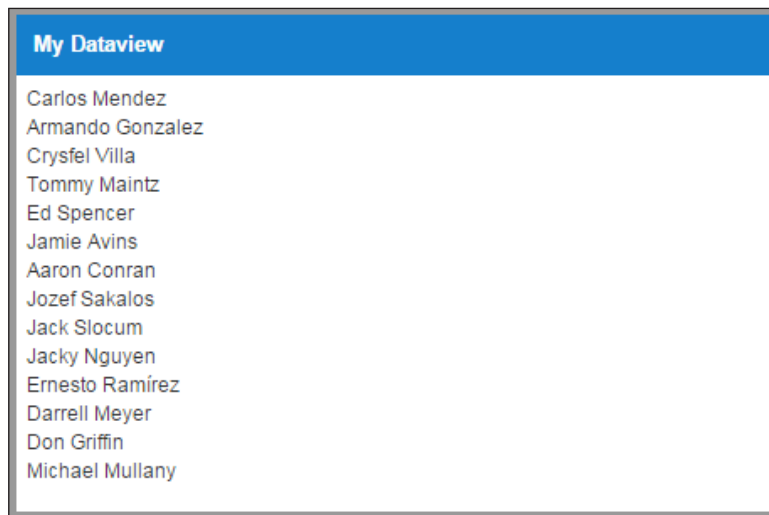 My Dataview
Carlos Mendez
Armando Gonzalez
Crysfel Villa
Tommy Maintz
Ed Spencer
Jamie Avins
Aaron Conran
Jozef Sakalos
Jack Slocum
Jacky Nguyen
Ernesto Ramírez
Darrell Meyer
Don Griffin
Michael Mullany